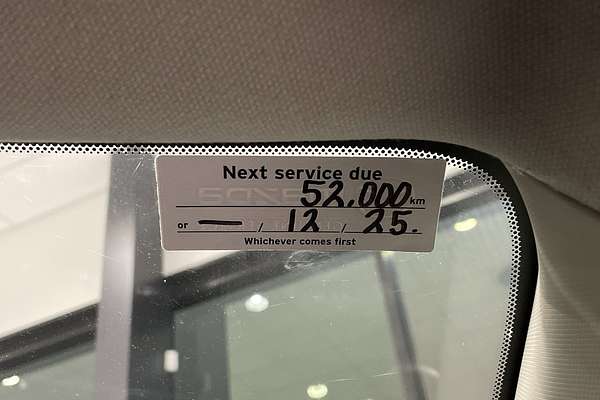 Next service due
52,000 km
or — / 12 / 25.
Whichever comes first